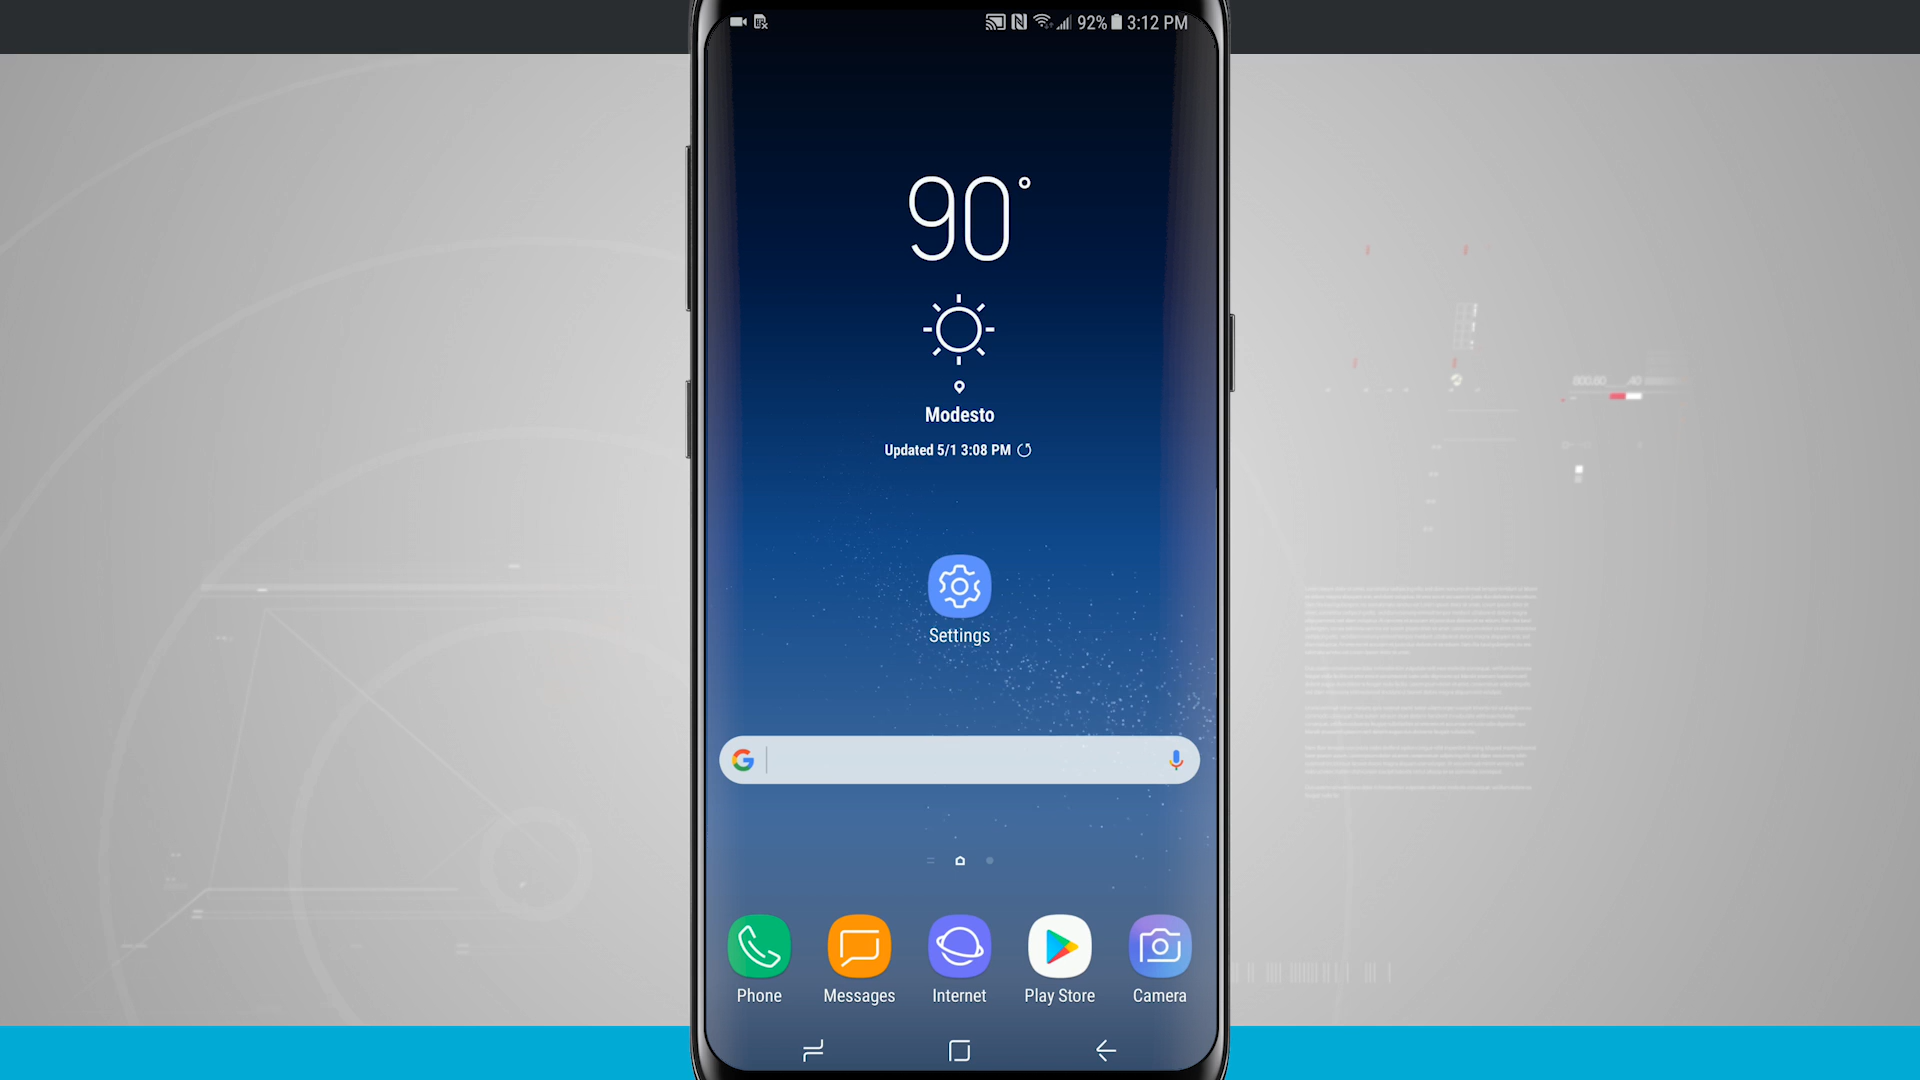 92% 3:12 PM
90°
Modesto
Updated 5/1 3:08 PM
Settings
Phone Messages Internet Play Store Camera